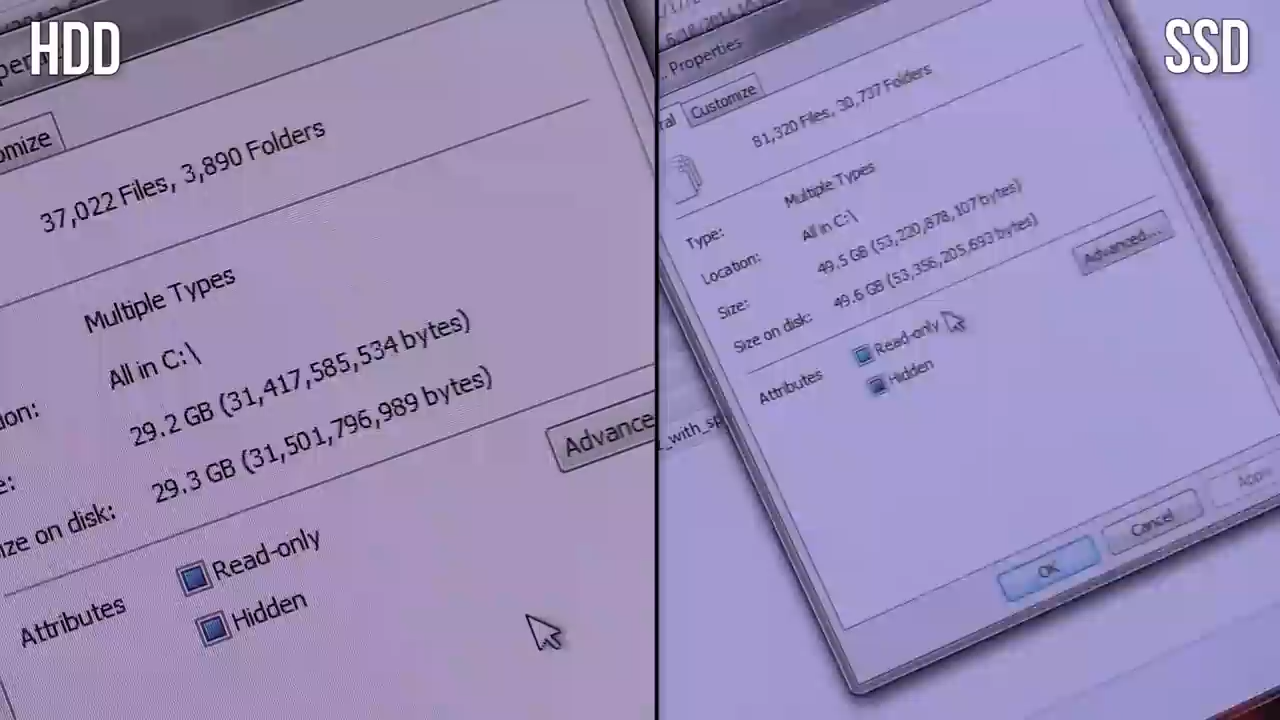 HDD
omize
37,022 Files, 3,890 Folders
Multiple Types
All in C:\
29.2 GB (31,417,585,534 bytes)
29.3 GB (31,501,796,989 bytes)
ize on disk:
Advance
Attributes
Read-only
Hidden
SSD
... Properties
ral
Customize
81,320 Files, 30,737 Folders
Type:
Multiple Types
Location:
All in C:\
Size:
49.5 GB (53,220,878,107 bytes)
Size on disk:
49.6 GB (53,356,205,693 bytes)
Advanced...
Attributes
Read-only
Hidden
_with_sp
OK
Cancel